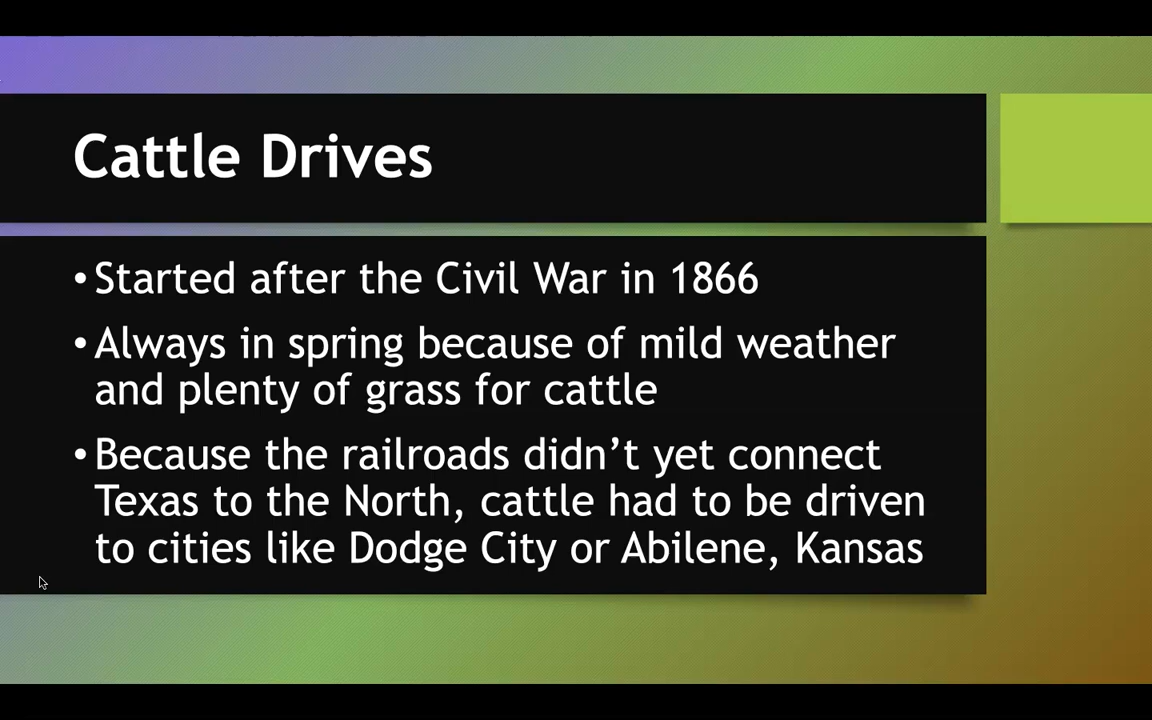 Cattle Drives
• Started after the Civil War in 1866
• Always in spring because of mild weather
and plenty of grass for cattle
• Because the railroads didn’t yet connect
Texas to the North, cattle had to be driven
to cities like Dodge City or Abilene, Kansas